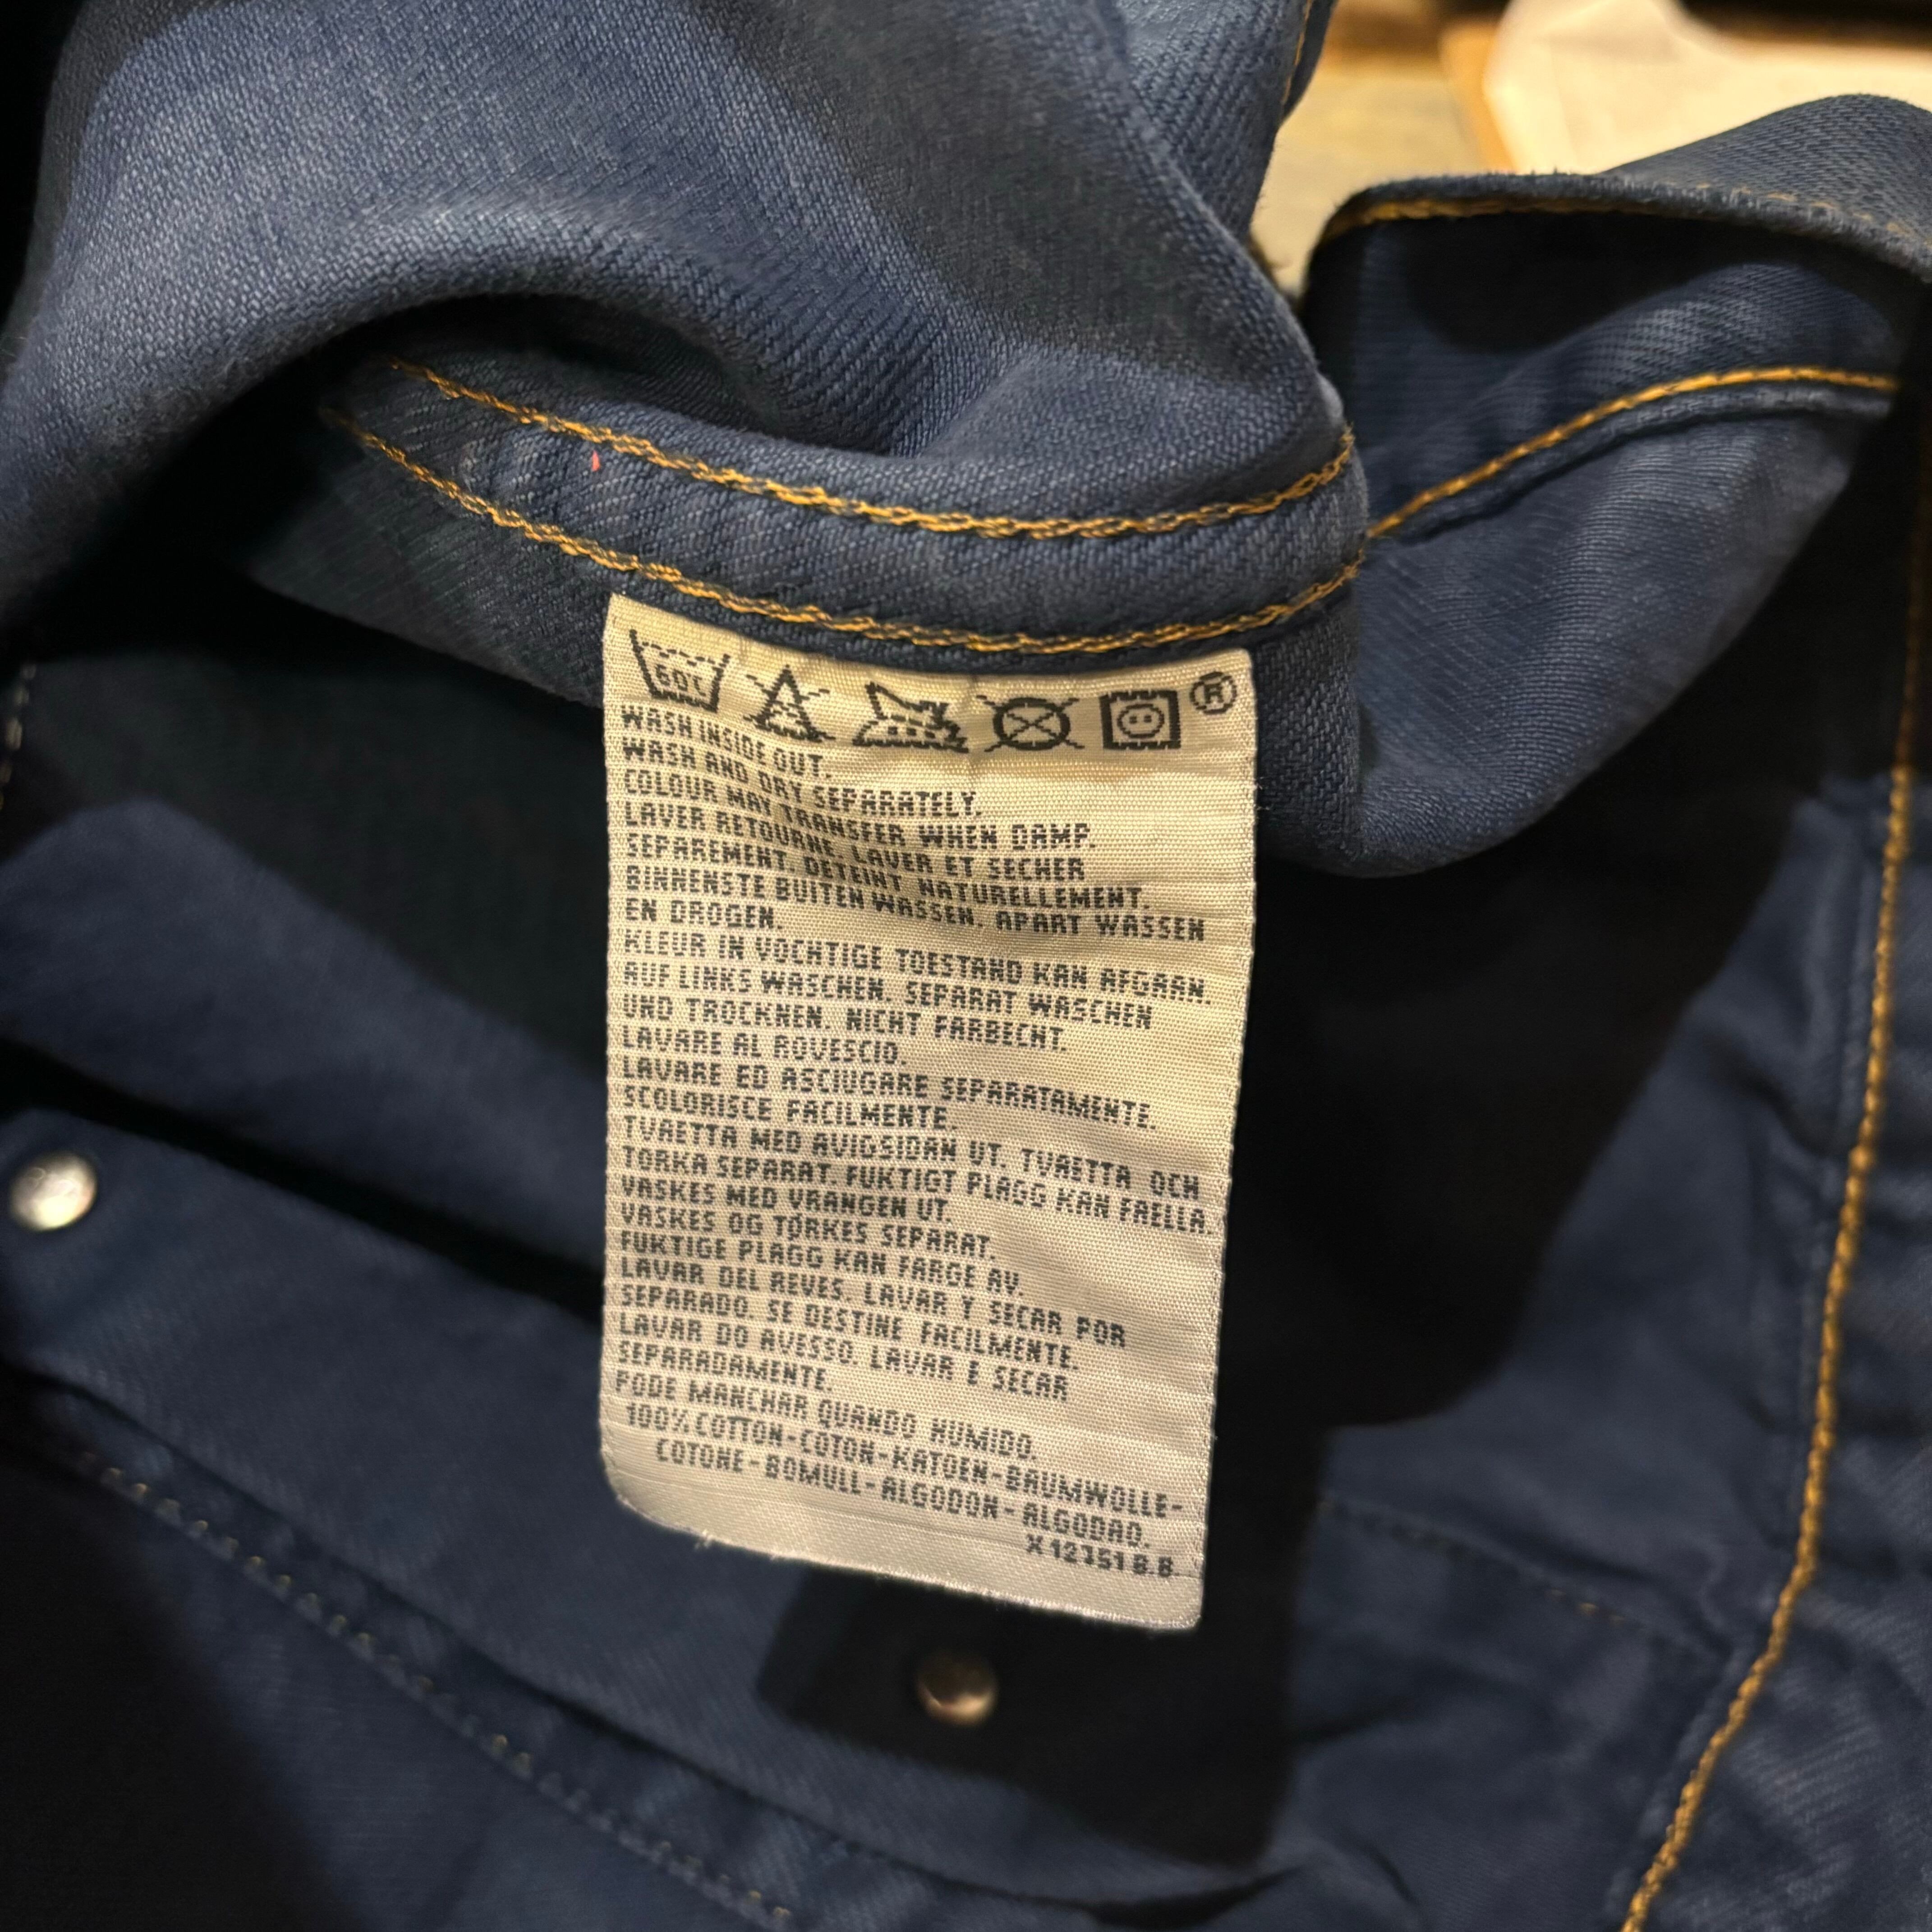 60°C ®
WASH INSIDE OUT.
WASH AND DRY SEPARATELY.
COLOUR MAY TRANSFER WHEN DAMP.
LAVER RETOURNE. LAVER ET SECHER
SEPAREMENT. DETEINT NATURELLEMENT.
BINNENSTE BUITEN WASSEN. APART WASSEN
EN DROGEN.
KLEUR IN VOCHTIGE TOESTAND KAN AFGAAN.
AUF LINKS WASCHEN. SEPARAT WASCHEN
UND TROCKNEN. NICHT FARBECHT.
LAVARE AL ROVESCIO.
LAVARE ED ASCIUGARE SEPARATAMENTE.
SCOLORISCE FACILMENTE.
TVAETTA MED AVIGSIDAN UT. TVAETTA OCH
TORKA SEPARAT. FUKTIGT PLAGG KAN FAELLA.
VASKES MED VRANGEN UT.
VASKES OG TØRKES SEPARAT.
FUKTIGE PLAGG KAN FARGE AV.
LAVAR DEL REVES. LAVAR Y SECAR POR
SEPARADO. SE DESTINE FACILMENTE.
LAVAR DO AVESSO. LAVAR E SECAR
SEPARADAMENTE.
PODE MANCHAR QUANDO HUMIDO.
100% COTTON-COTON-KATOEN-BAUMWOLLE-
COTONE-BOMULL-ALGODON-ALGODAO.
X 12151 B.B.